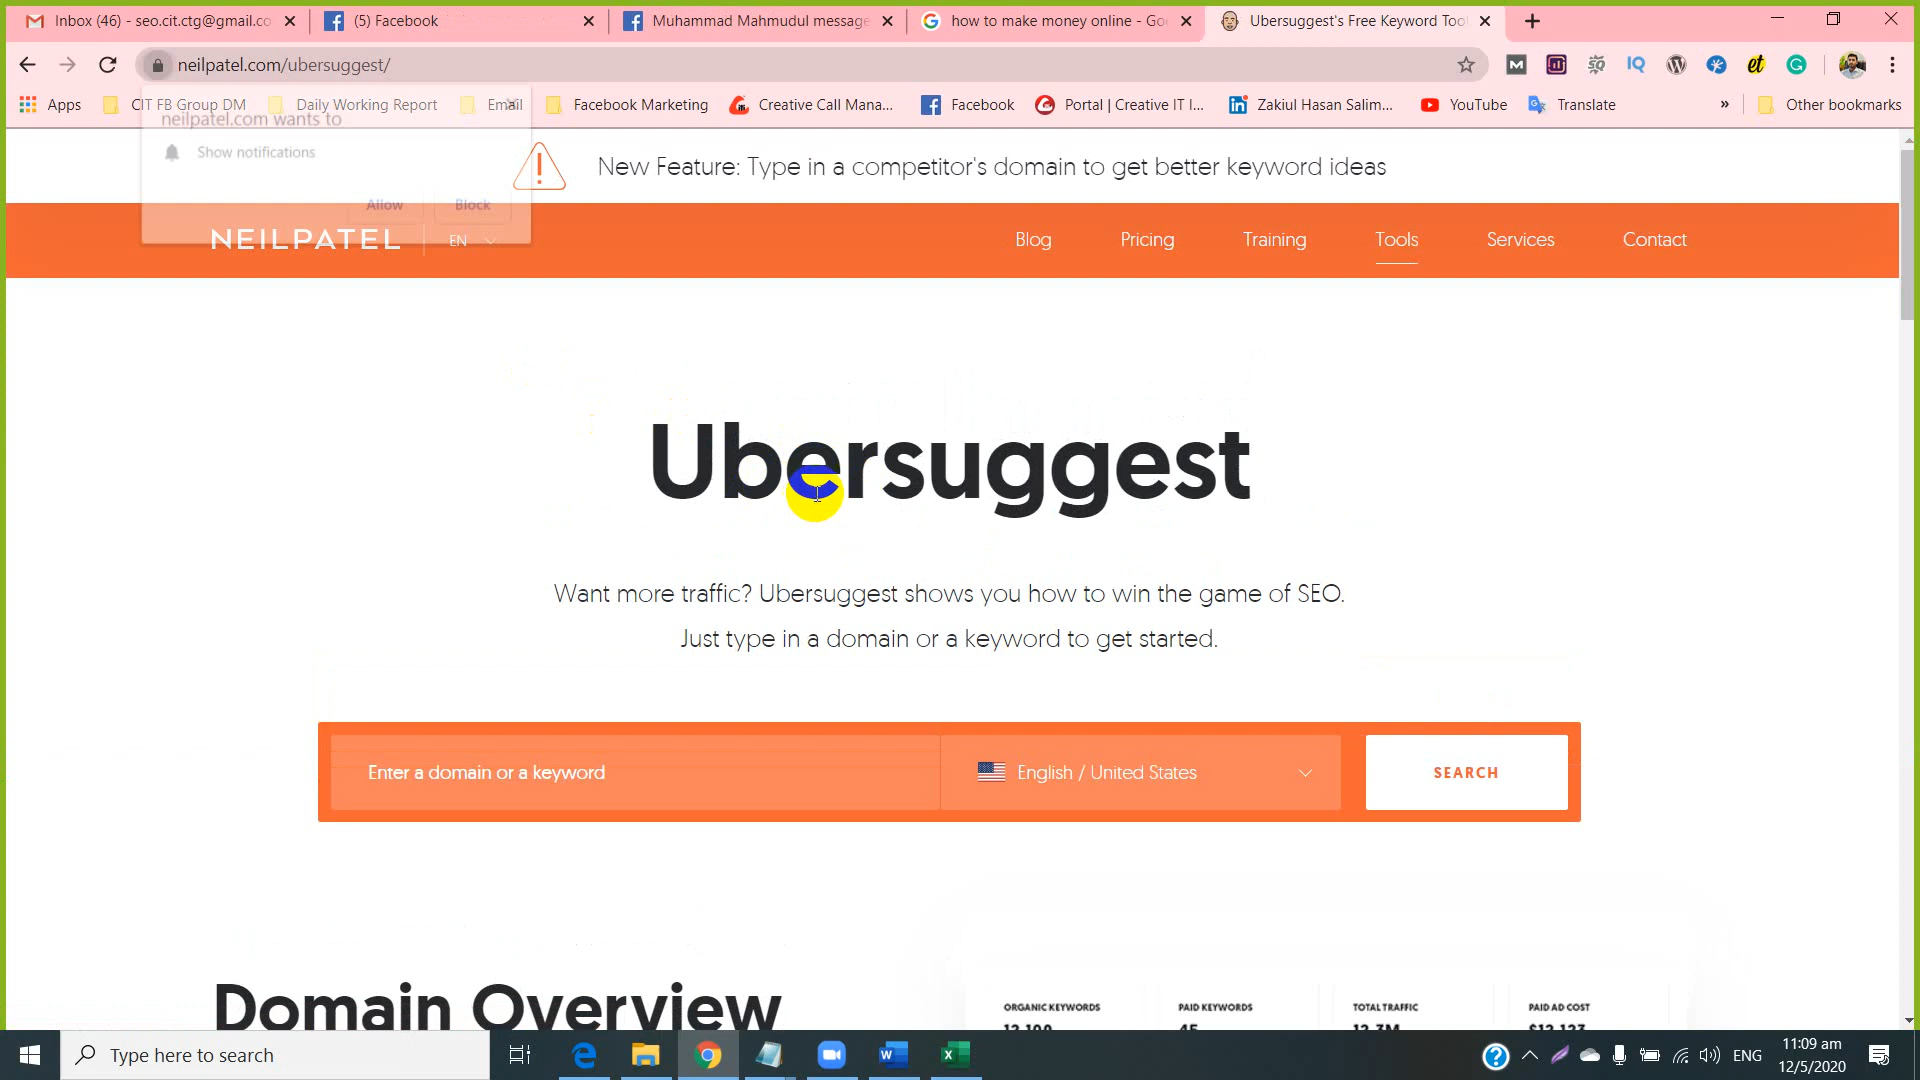 Inbox (46) - seo.cit.ctg@gmail.co
(5) Facebook
Muhammad Mahmudul message
how to make money online - Go
Ubersuggest's Free Keyword Tool
neilpatel.com/ubersuggest/
Apps
CIT FB Group DM
Daily Working Report
Email
Facebook Marketing
Creative Call Mana...
Facebook
Portal | Creative IT I...
Zakiul Hasan Salim...
YouTube
Translate
»
Other bookmarks
neilpatel.com wants to
Show notifications
Allow
Block
New Feature: Type in a competitor's domain to get better keyword ideas
NEILPATEL
EN
Blog
Pricing
Training
Tools
Services
Contact
Ubersuggest
Want more traffic? Ubersuggest shows you how to win the game of SEO.
Just type in a domain or a keyword to get started.
Enter a domain or a keyword
English / United States
SEARCH
Domain Overview
ORGANIC KEYWORDS
PAID KEYWORDS
TOTAL TRAFFIC
PAID AD COST
Type here to search
ENG
11:09 am
12/5/2020